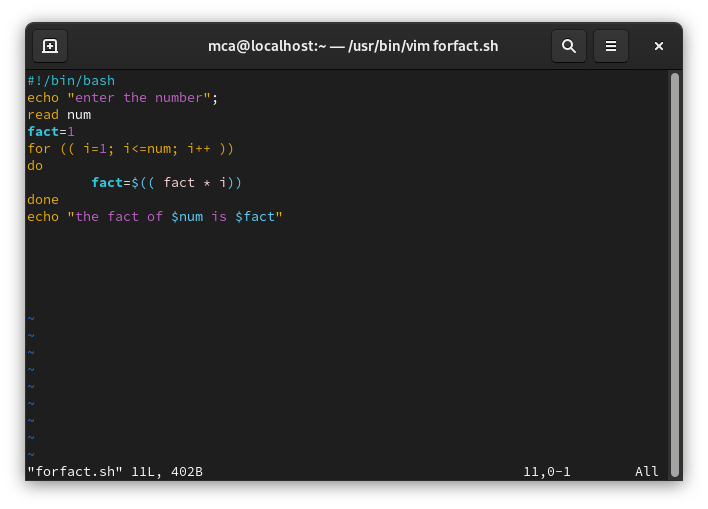 mca@localhost:~ — /usr/bin/vim forfact.sh
#!/bin/bash
echo "enter the number";
read num
fact=1
for (( i=1; i<=num; i++ ))
do
        fact=$(( fact * i))
done
echo "the fact of $num is $fact"
~
~
~
~
~
~
~
~
~
"forfact.sh" 11L, 402B                                        11,0-1        All